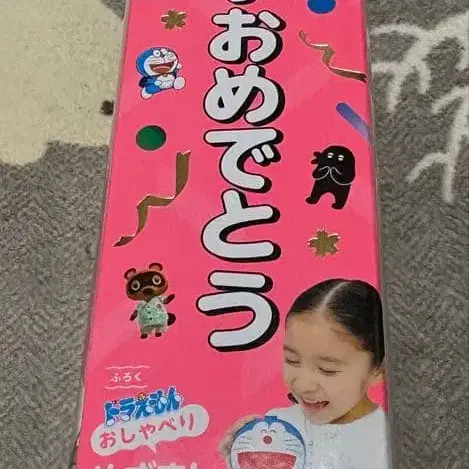 おめでとう
ふろく
ドラえもん
おしゃべり